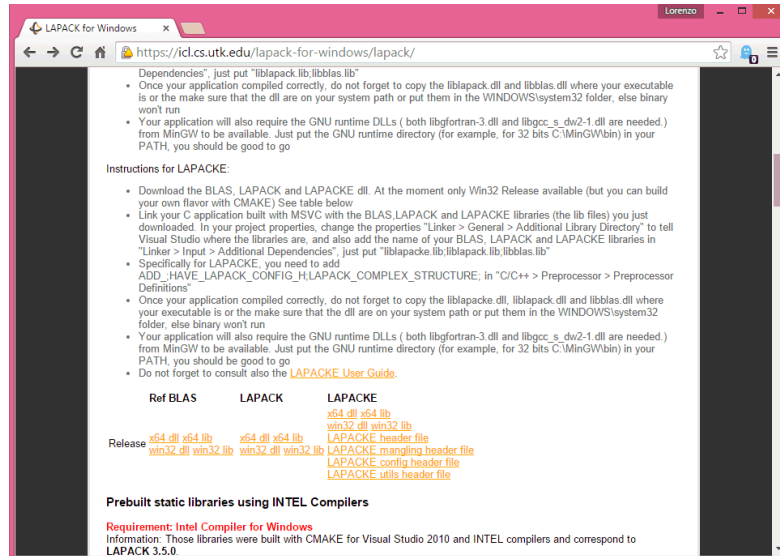 Lorenzo
LAPACK for Windows
https://icl.cs.utk.edu/lapack-for-windows/lapack/
0
Dependencies", just put "liblapack.lib;libblas.lib"
• Once your application compiled correctly, do not forget to copy the liblapack.dll and libblas.dll where your executable
is or the make sure that the dll are on your system path or put them in the WINDOWS\system32 folder, else binary
won't run
• Your application will also require the GNU runtime DLLs ( both libgfortran-3.dll and libgcc_s_dw2-1.dll are needed.)
from MinGW to be available. Just put the GNU runtime directory (for example, for 32 bits C:\MinGW\bin) in your
PATH, you should be good to go
Instructions for LAPACKE:
• Download the BLAS, LAPACK and LAPACKE dll. At the moment only Win32 Release available (but you can build
your own flavor with CMAKE) See table below
• Link your C application built with MSVC with the BLAS,LAPACK and LAPACKE libraries (the lib files) you just
downloaded. In your project properties, change the properties "Linker > General > Additional Library Directory" to tell
Visual Studio where the libraries are, and also add the name of your BLAS, LAPACK and LAPACKE libraries in
"Linker > Input > Additional Dependencies", just put "liblapacke.lib;liblapack.lib;libblas.lib"
• Specifically for LAPACKE, you need to add
ADD_;HAVE_LAPACK_CONFIG_H;LAPACK_COMPLEX_STRUCTURE; in "C/C++ > Preprocessor > Preprocessor
Definitions"
• Once your application compiled correctly, do not forget to copy the liblapacke.dll, liblapack.dll and libblas.dll where
your executable is or the make sure that the dll are on your system path or put them in the WINDOWS\system32
folder, else binary won't run
• Your application will also require the GNU runtime DLLs ( both libgfortran-3.dll and libgcc_s_dw2-1.dll are needed.)
from MinGW to be available. Just put the GNU runtime directory (for example, for 32 bits C:\MinGW\bin) in your
PATH, you should be good to go
• Do not forget to consult also the LAPACKE User Guide.
Ref BLAS LAPACK LAPACKE
x64 dll x64 lib
win32 dll win32 lib
Release x64 dll x64 lib x64 dll x64 lib LAPACKE header file
win32 dll win32 lib win32 dll win32 lib LAPACKE mangling header file
LAPACKE config header file
LAPACKE utils header file
Prebuilt static libraries using INTEL Compilers
Requirement: Intel Compiler for Windows
Information: Those libraries were built with CMAKE for Visual Studio 2010 and INTEL compilers and correspond to
LAPACK 3.5.0.